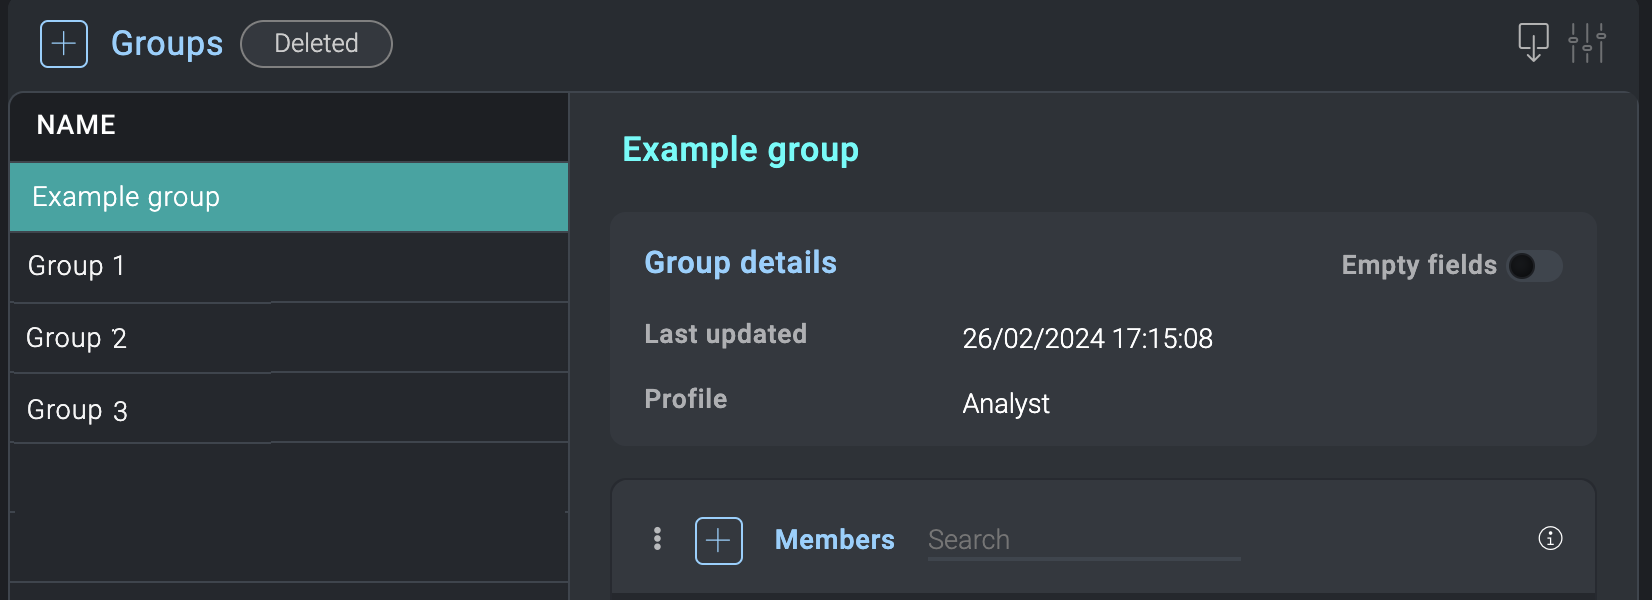 Groups Deleted
NAME
Example group
Group 1
Group 2
Group 3
Example group
Group details Empty fields
Last updated 26/02/2024 17:15:08
Profile Analyst
Members Search